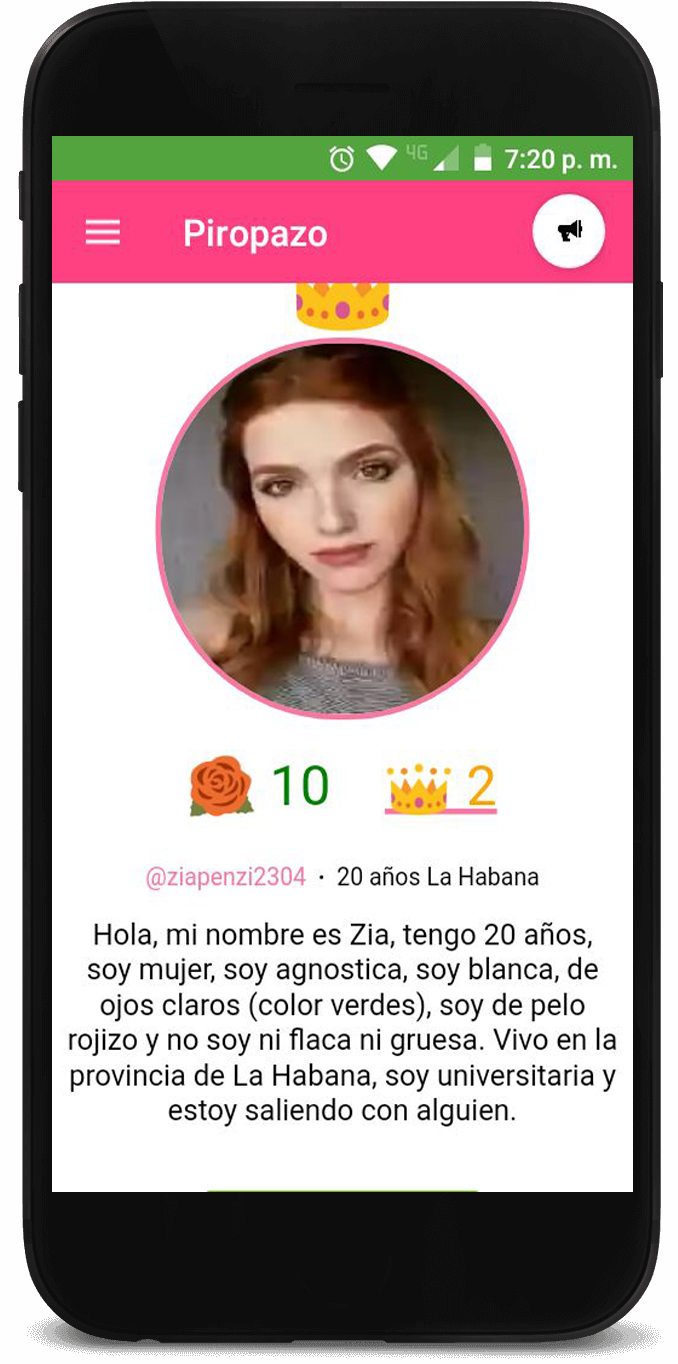 4G 7:20 p. m.
Piropazo
10 2
@ziapenzi2304 · 20 años La Habana
Hola, mi nombre es Zia, tengo 20 años,
soy mujer, soy agnostica, soy blanca, de
ojos claros (color verdes), soy de pelo
rojizo y no soy ni flaca ni gruesa. Vivo en la
provincia de La Habana, soy universitaria y
estoy saliendo con alguien.